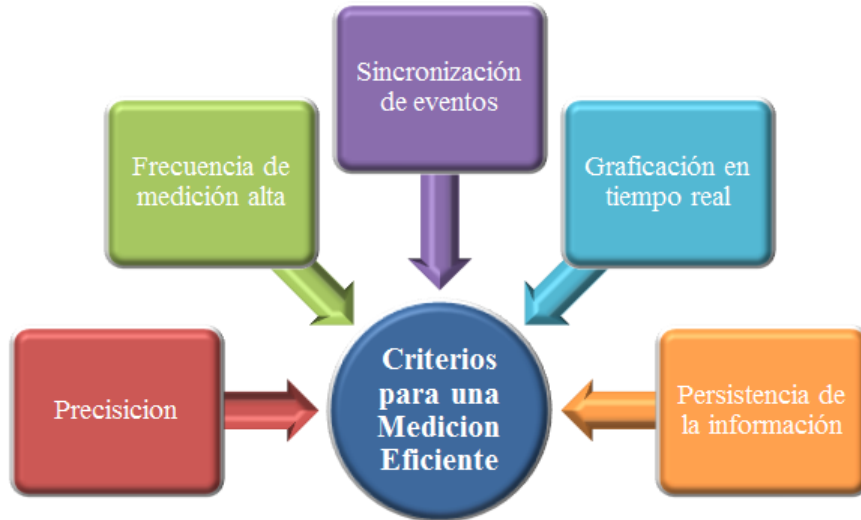 Sincronización
de eventos
Frecuencia de
medición alta
Graficación en
tiempo real
Precisicion
Criterios
para una
Medicion
Eficiente
Persistencia de
la información